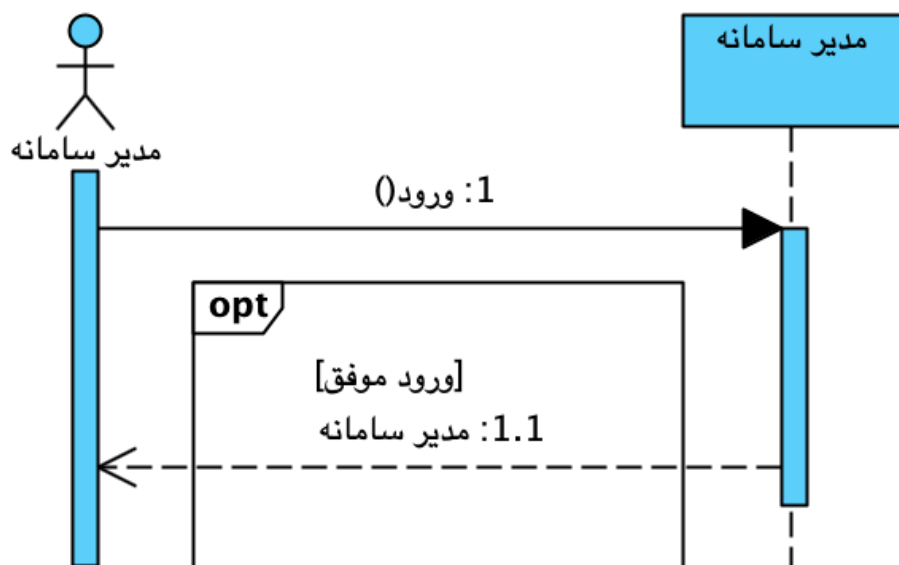 مدیر سامانه
مدیر سامانه
1: ورود()
opt
[ورود موفق]
1.1: مدیر سامانه